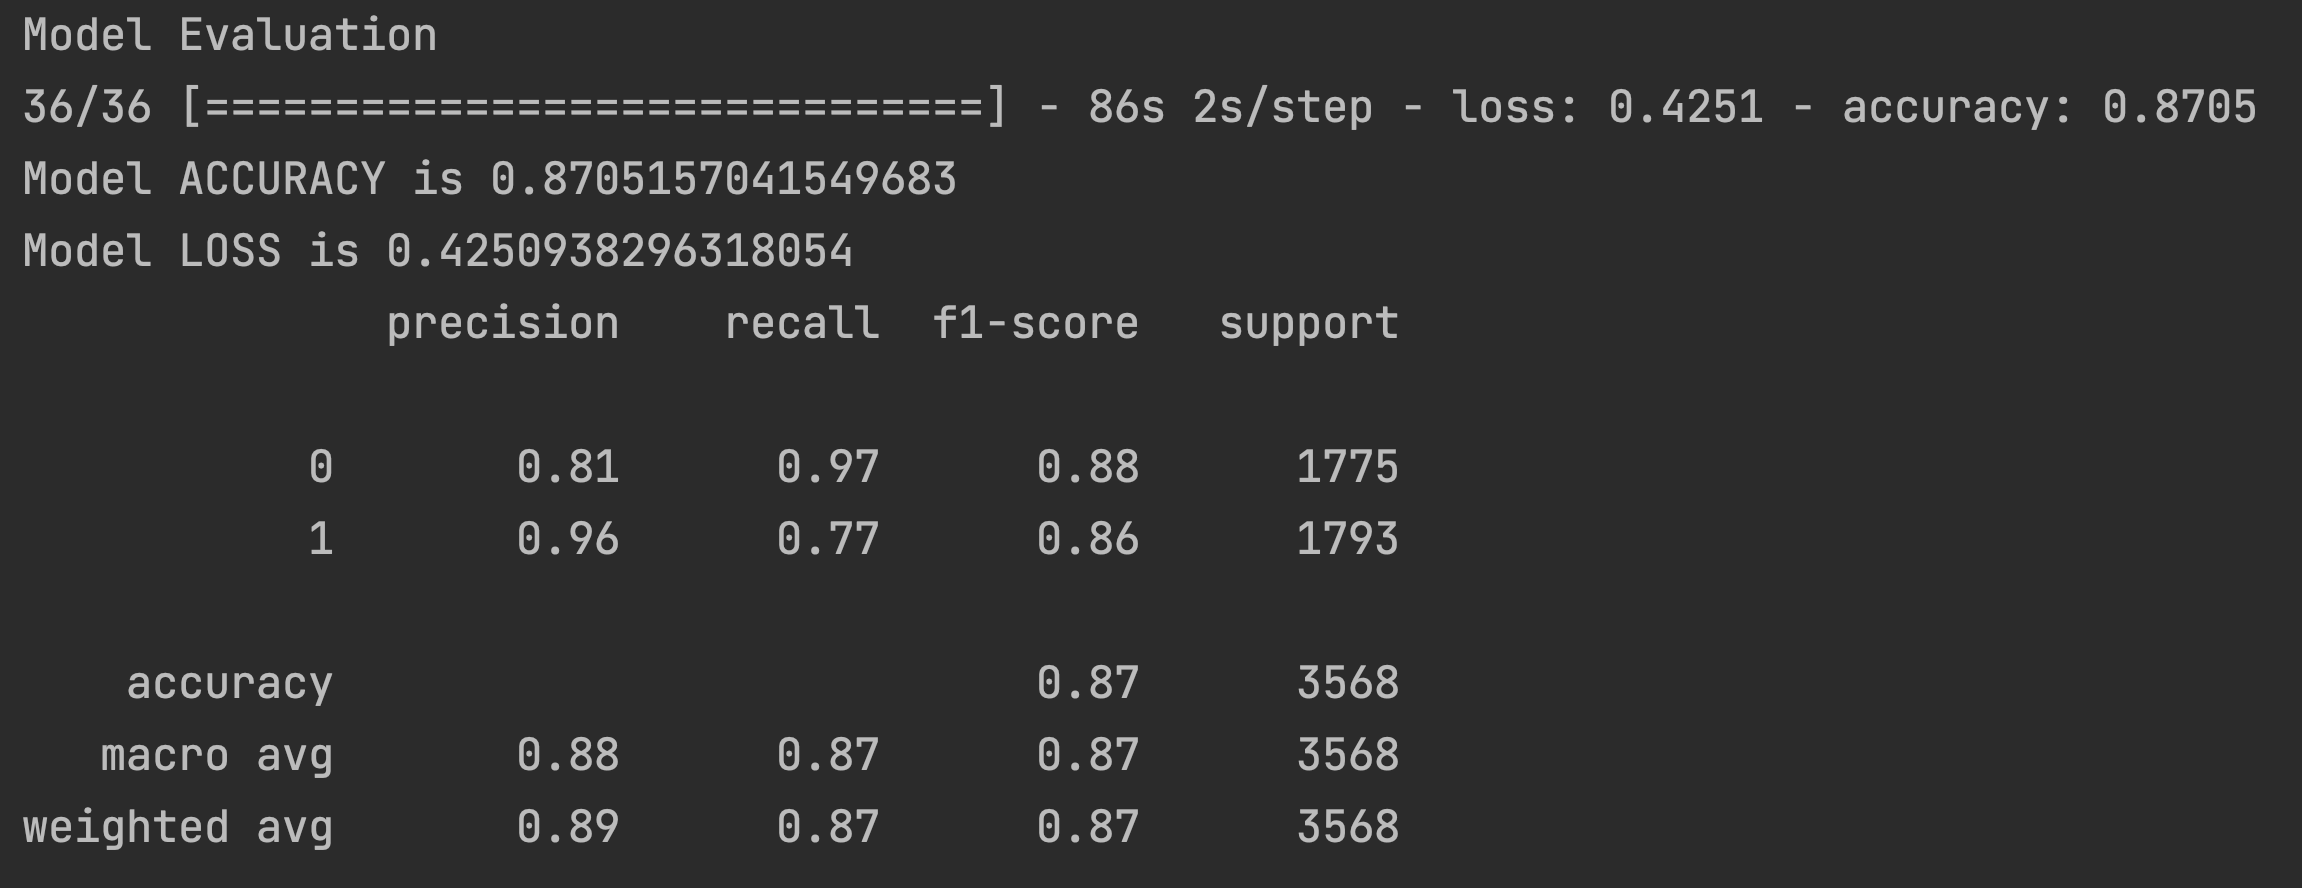 Model Evaluation
36/36 [==============================] - 86s 2s/step - loss: 0.4251 - accuracy: 0.8705
Model ACCURACY is 0.8705157041549683
Model LOSS is 0.4250938296318054
precision recall f1-score support
0 0.81 0.97 0.88 1775
1 0.96 0.77 0.86 1793
accuracy 0.87 3568
macro avg 0.88 0.87 0.87 3568
weighted avg 0.89 0.87 0.87 3568